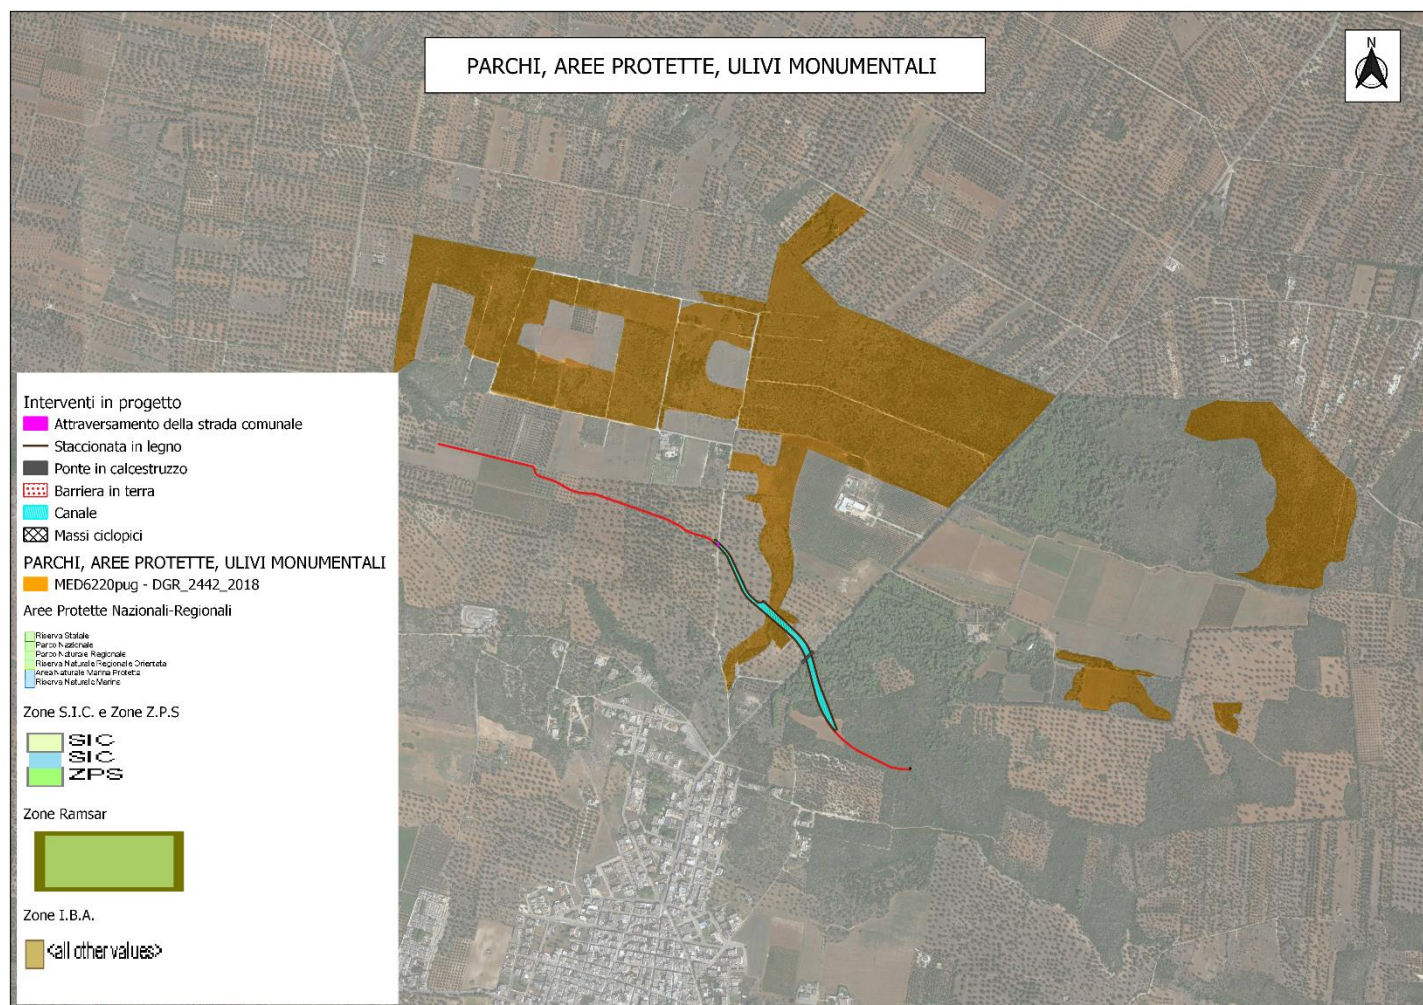 PARCHI, AREE PROTETTE, ULIVI MONUMENTALI
N
Interventi in progetto
Attraversamento della strada comunale
Staccionata in legno
Ponte in calcestruzzo
Barriera in terra
Canale
Massi ciclopici
PARCHI, AREE PROTETTE, ULIVI MONUMENTALI
MED6220pug - DGR_2442_2018
Aree Protette Nazionali-Regionali
Riserva Statale
Parco Nazionale
Parco Naturale Regionale
Riserva Naturale Regionale Orientata
Area Naturale Marina Protetta
Riserva Naturale Marina
Zone S.I.C. e Zone Z.P.S
SIC
SIC
ZPS
Zone Ramsar
Zone I.B.A.
<all other values>